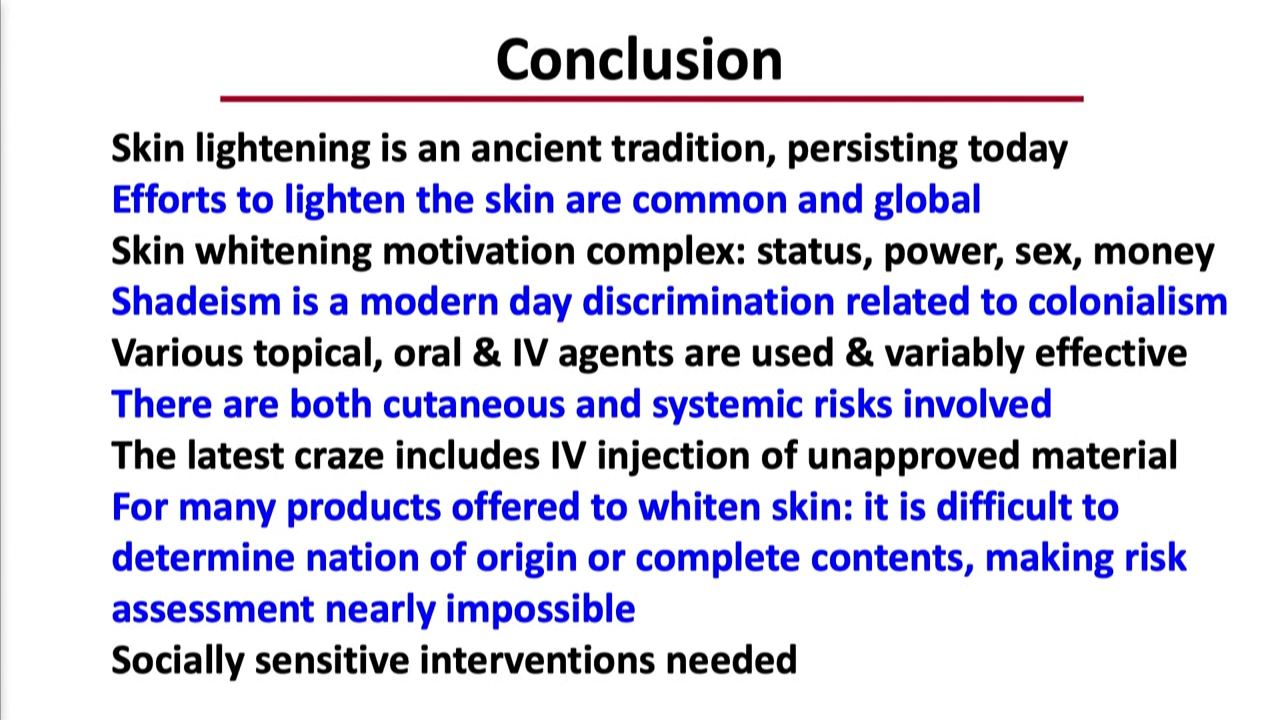 Conclusion
Skin lightening is an ancient tradition, persisting today
Efforts to lighten the skin are common and global
Skin whitening motivation complex: status, power, sex, money
Shadeism is a modern day discrimination related to colonialism
Various topical, oral & IV agents are used & variably effective
There are both cutaneous and systemic risks involved
The latest craze includes IV injection of unapproved material
For many products offered to whiten skin: it is difficult to
determine nation of origin or complete contents, making risk
assessment nearly impossible
Socially sensitive interventions needed